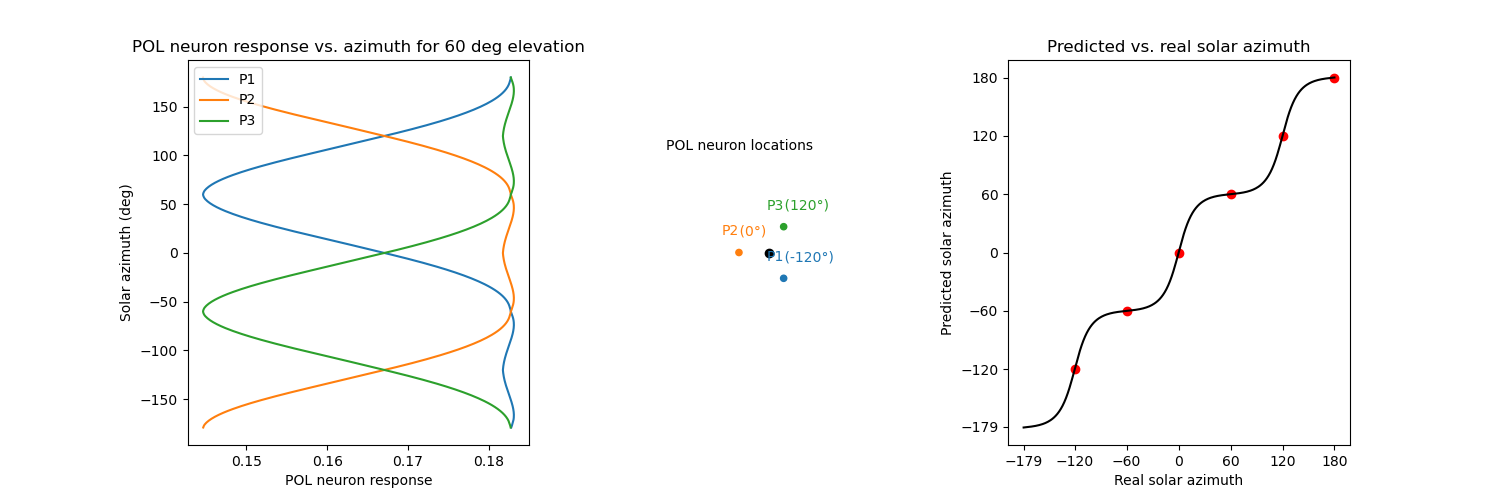 POL neuron response vs. azimuth for 60 deg elevation
P1
P2
P3
150
100
50
0
−50
−100
−150
Solar azimuth (deg)
0.15 0.16 0.17 0.18
POL neuron response
POL neuron locations
P3(120°)
P2(0°)
P1(-120°)
Predicted vs. real solar azimuth
180
120
60
0
−60
−120
−179
Predicted solar azimuth
−179 −120 −60 0 60 120 180
Real solar azimuth